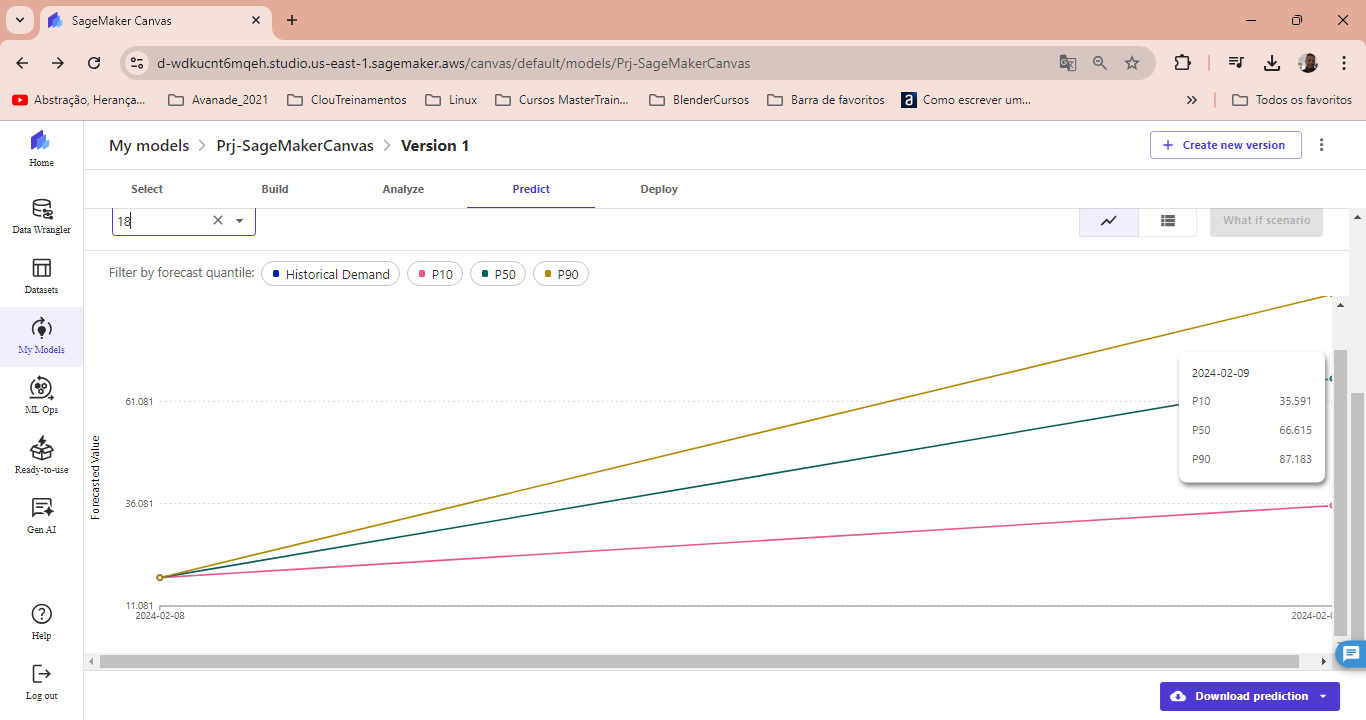 SageMaker Canvas
d-wdkucnt6mqeh.studio.us-east-1.sagemaker.aws/canvas/default/models/Prj-SageMakerCanvas
Abstração, Herança... Avanade_2021 ClouTreinamentos Linux Cursos MasterTrain... BlenderCursos Barra de favoritos a Como escrever um... » Todos os favoritos
Home
Data Wrangler
Datasets
My Models
ML Ops
Ready-to-use
Gen AI
Help
Log out
My models > Prj-SageMakerCanvas > Version 1
+ Create new version
Select Build Analyze Predict Deploy
18
What if scenario
Filter by forecast quantile: Historical Demand P10 P50 P90
Forecasted Value
61.081
36.081
11.081
2024-02-08
2024-02-0
2024-02-09
P10 35.591
P50 66.615
P90 87.183
Download prediction